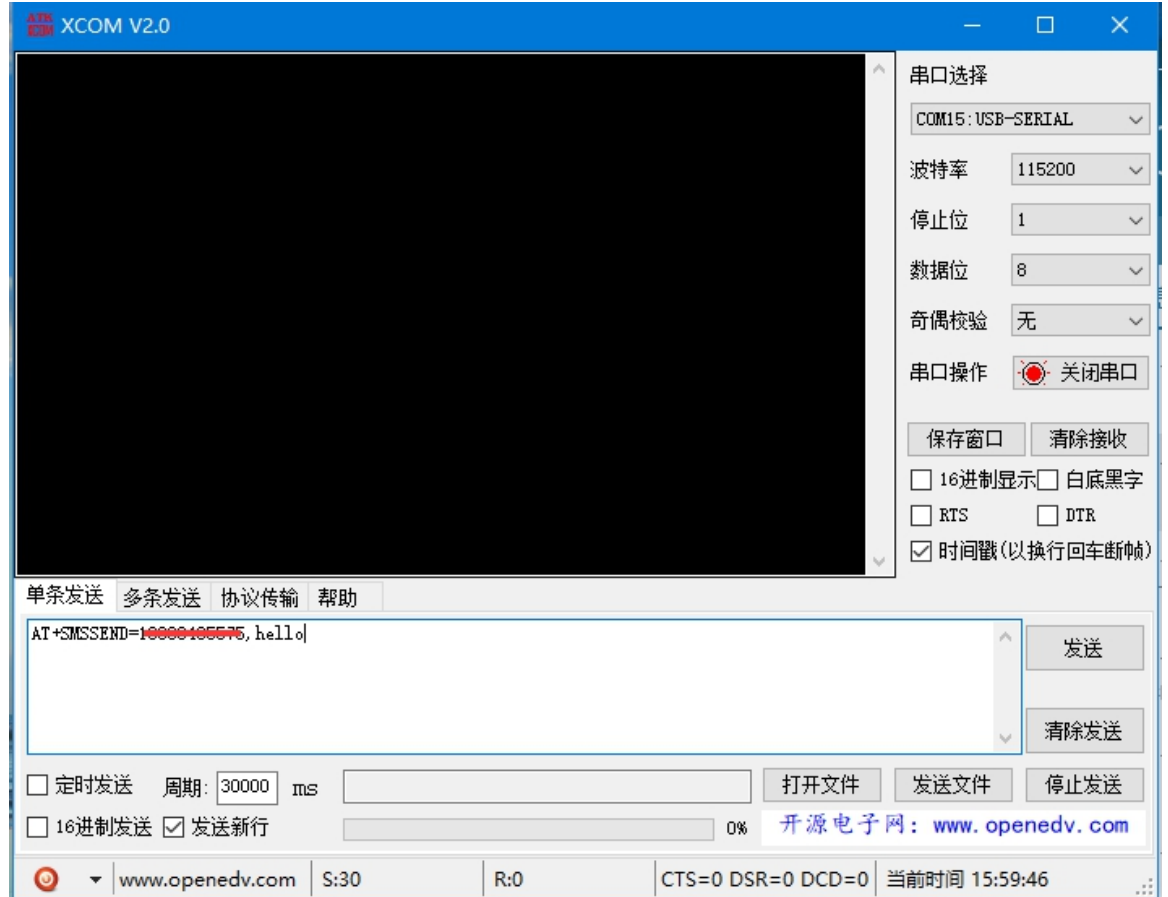 ATK
XCOM
XCOM V2.0
串口选择
COM15:USB-SERIAL
波特率
115200
停止位
1
数据位
8
奇偶校验
无
串口操作
关闭串口
保存窗口
清除接收
16进制显示
白底黑字
RTS
DTR
时间戳(以换行回车断帧)
单条发送
多条发送
协议传输
帮助
AT+SMSSEND= ,hello
发送
清除发送
定时发送
周期:
30000
ms
打开文件
发送文件
停止发送
16进制发送
发送新行
0%
开源电子网：www.openedv.com
www.openedv.com
S:30
R:0
CTS=0 DSR=0 DCD=0
当前时间 15:59:46